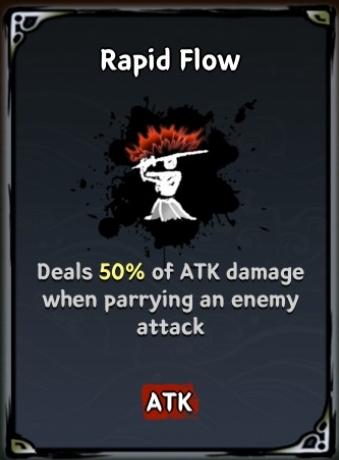 Rapid Flow
Deals 50% of ATK damage
when parrying an enemy
attack
ATK